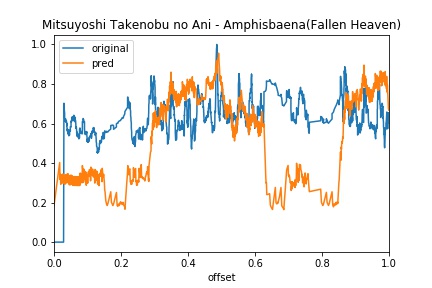 Mitsuyoshi Takenobu no Ani - Amphisbaena(Fallen Heaven)
original
pred
1.0
0.8
0.6
0.4
0.2
0.0
0.0 0.2 0.4 0.6 0.8 1.0
offset